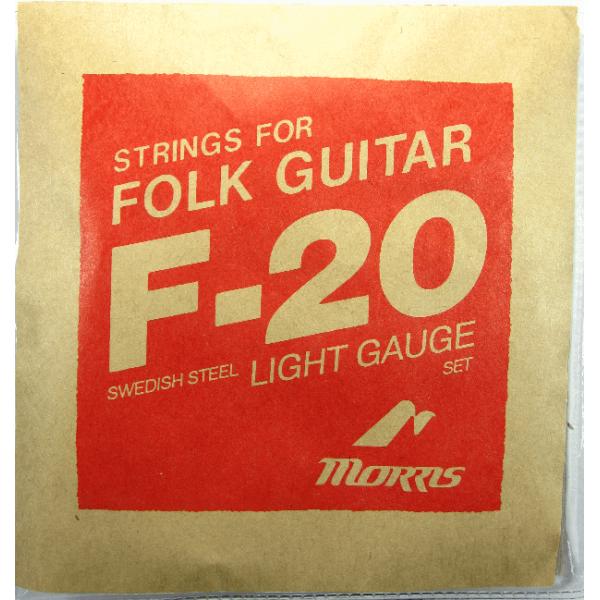 STRINGS FOR
FOLK GUITAR
F-20
SWEDISH STEEL LIGHT GAUGE SET
MORRIS